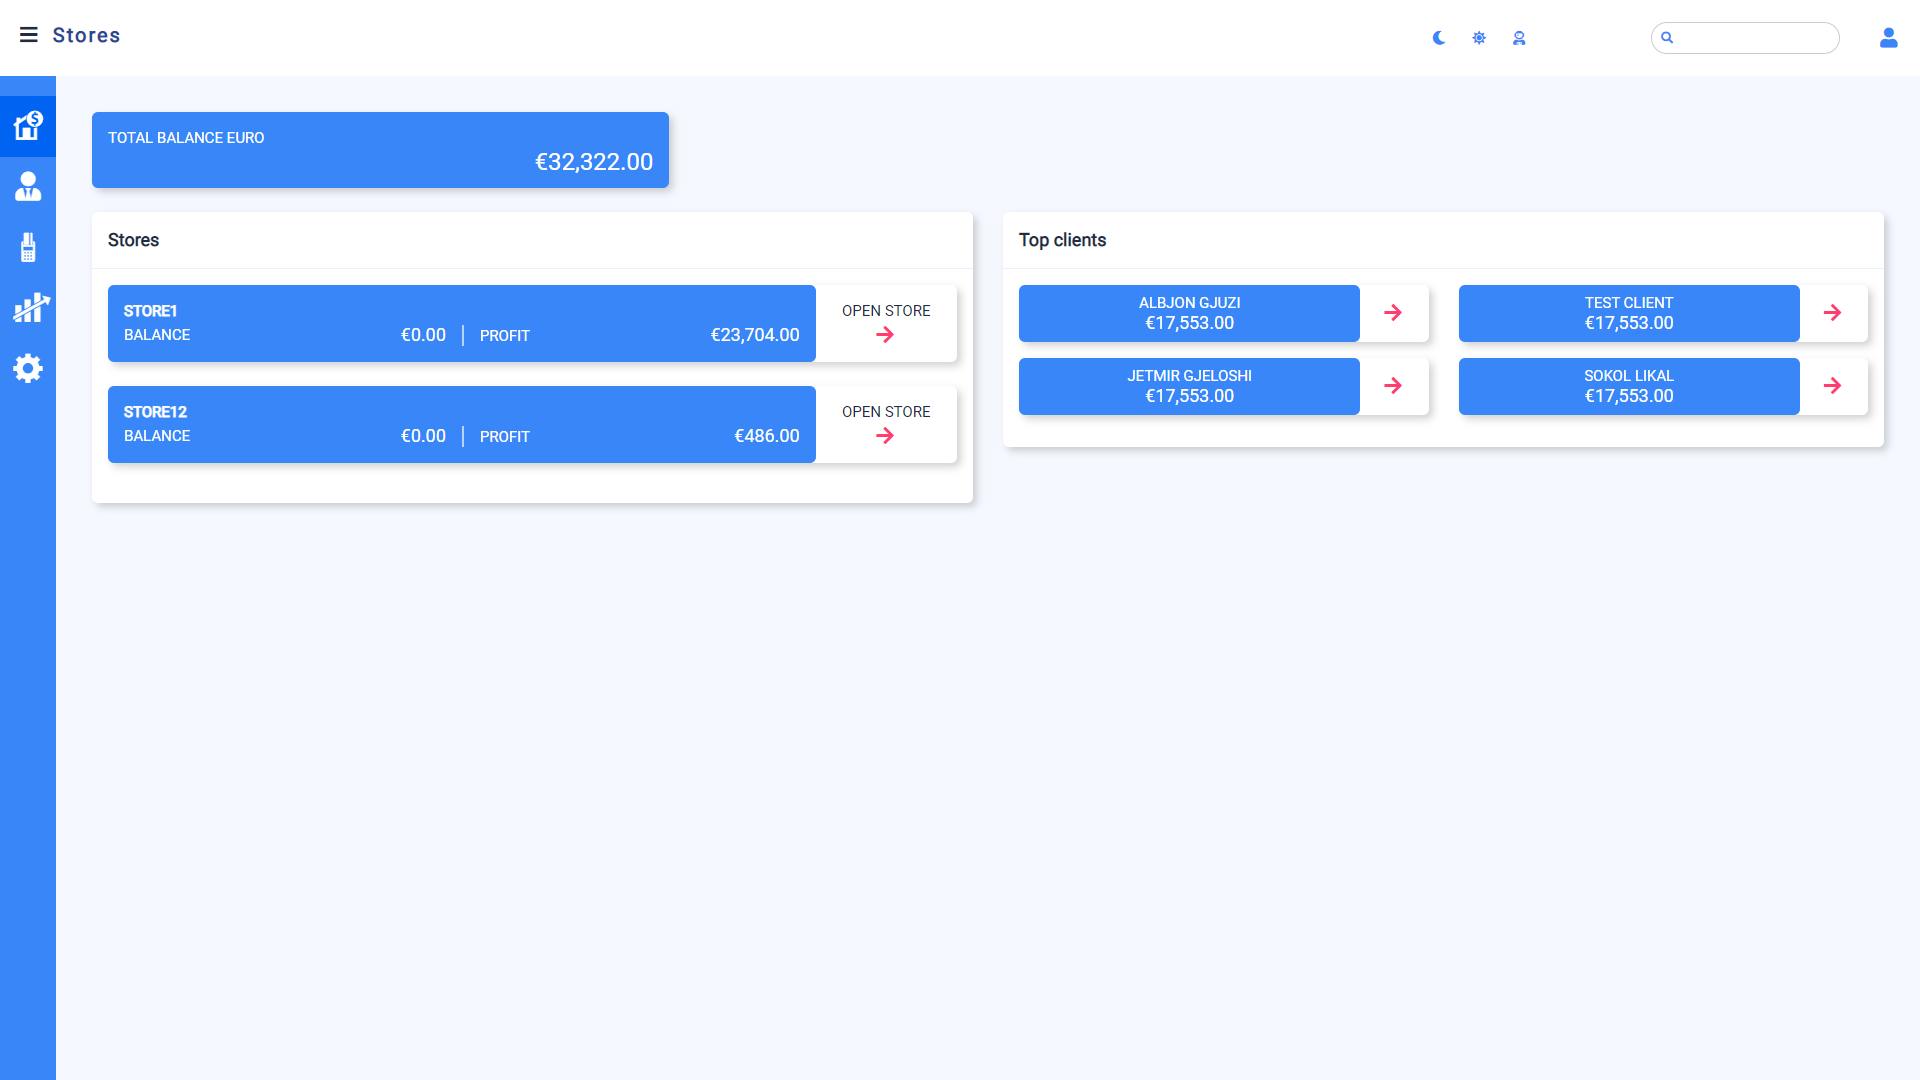 Stores
TOTAL BALANCE EURO
€32,322.00
Stores
STORE1
BALANCE €0.00 PROFIT €23,704.00
OPEN STORE
STORE12
BALANCE €0.00 PROFIT €486.00
OPEN STORE
Top clients
ALBJON GJUZI
€17,553.00
TEST CLIENT
€17,553.00
JETMIR GJELOSHI
€17,553.00
SOKOL LIKAL
€17,553.00